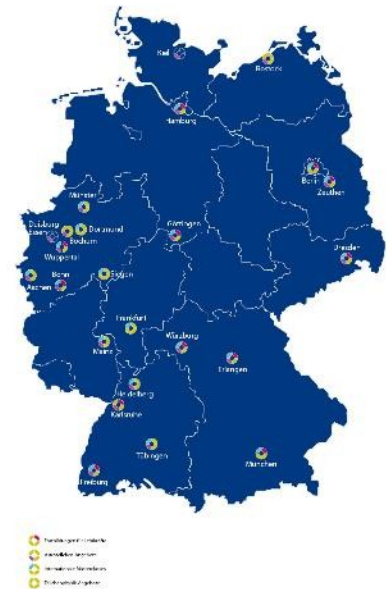 Kiel
Rostock
Hamburg
Berlin
Zeuthen
Münster
Duisburg
Essen
Dortmund
Bochum
Göttingen
Wuppertal
Dresden
Aachen
Bonn
Siegen
Frankfurt
Mainz
Würzburg
Erlangen
Heidelberg
Karlsruhe
Tübingen
München
Freiburg